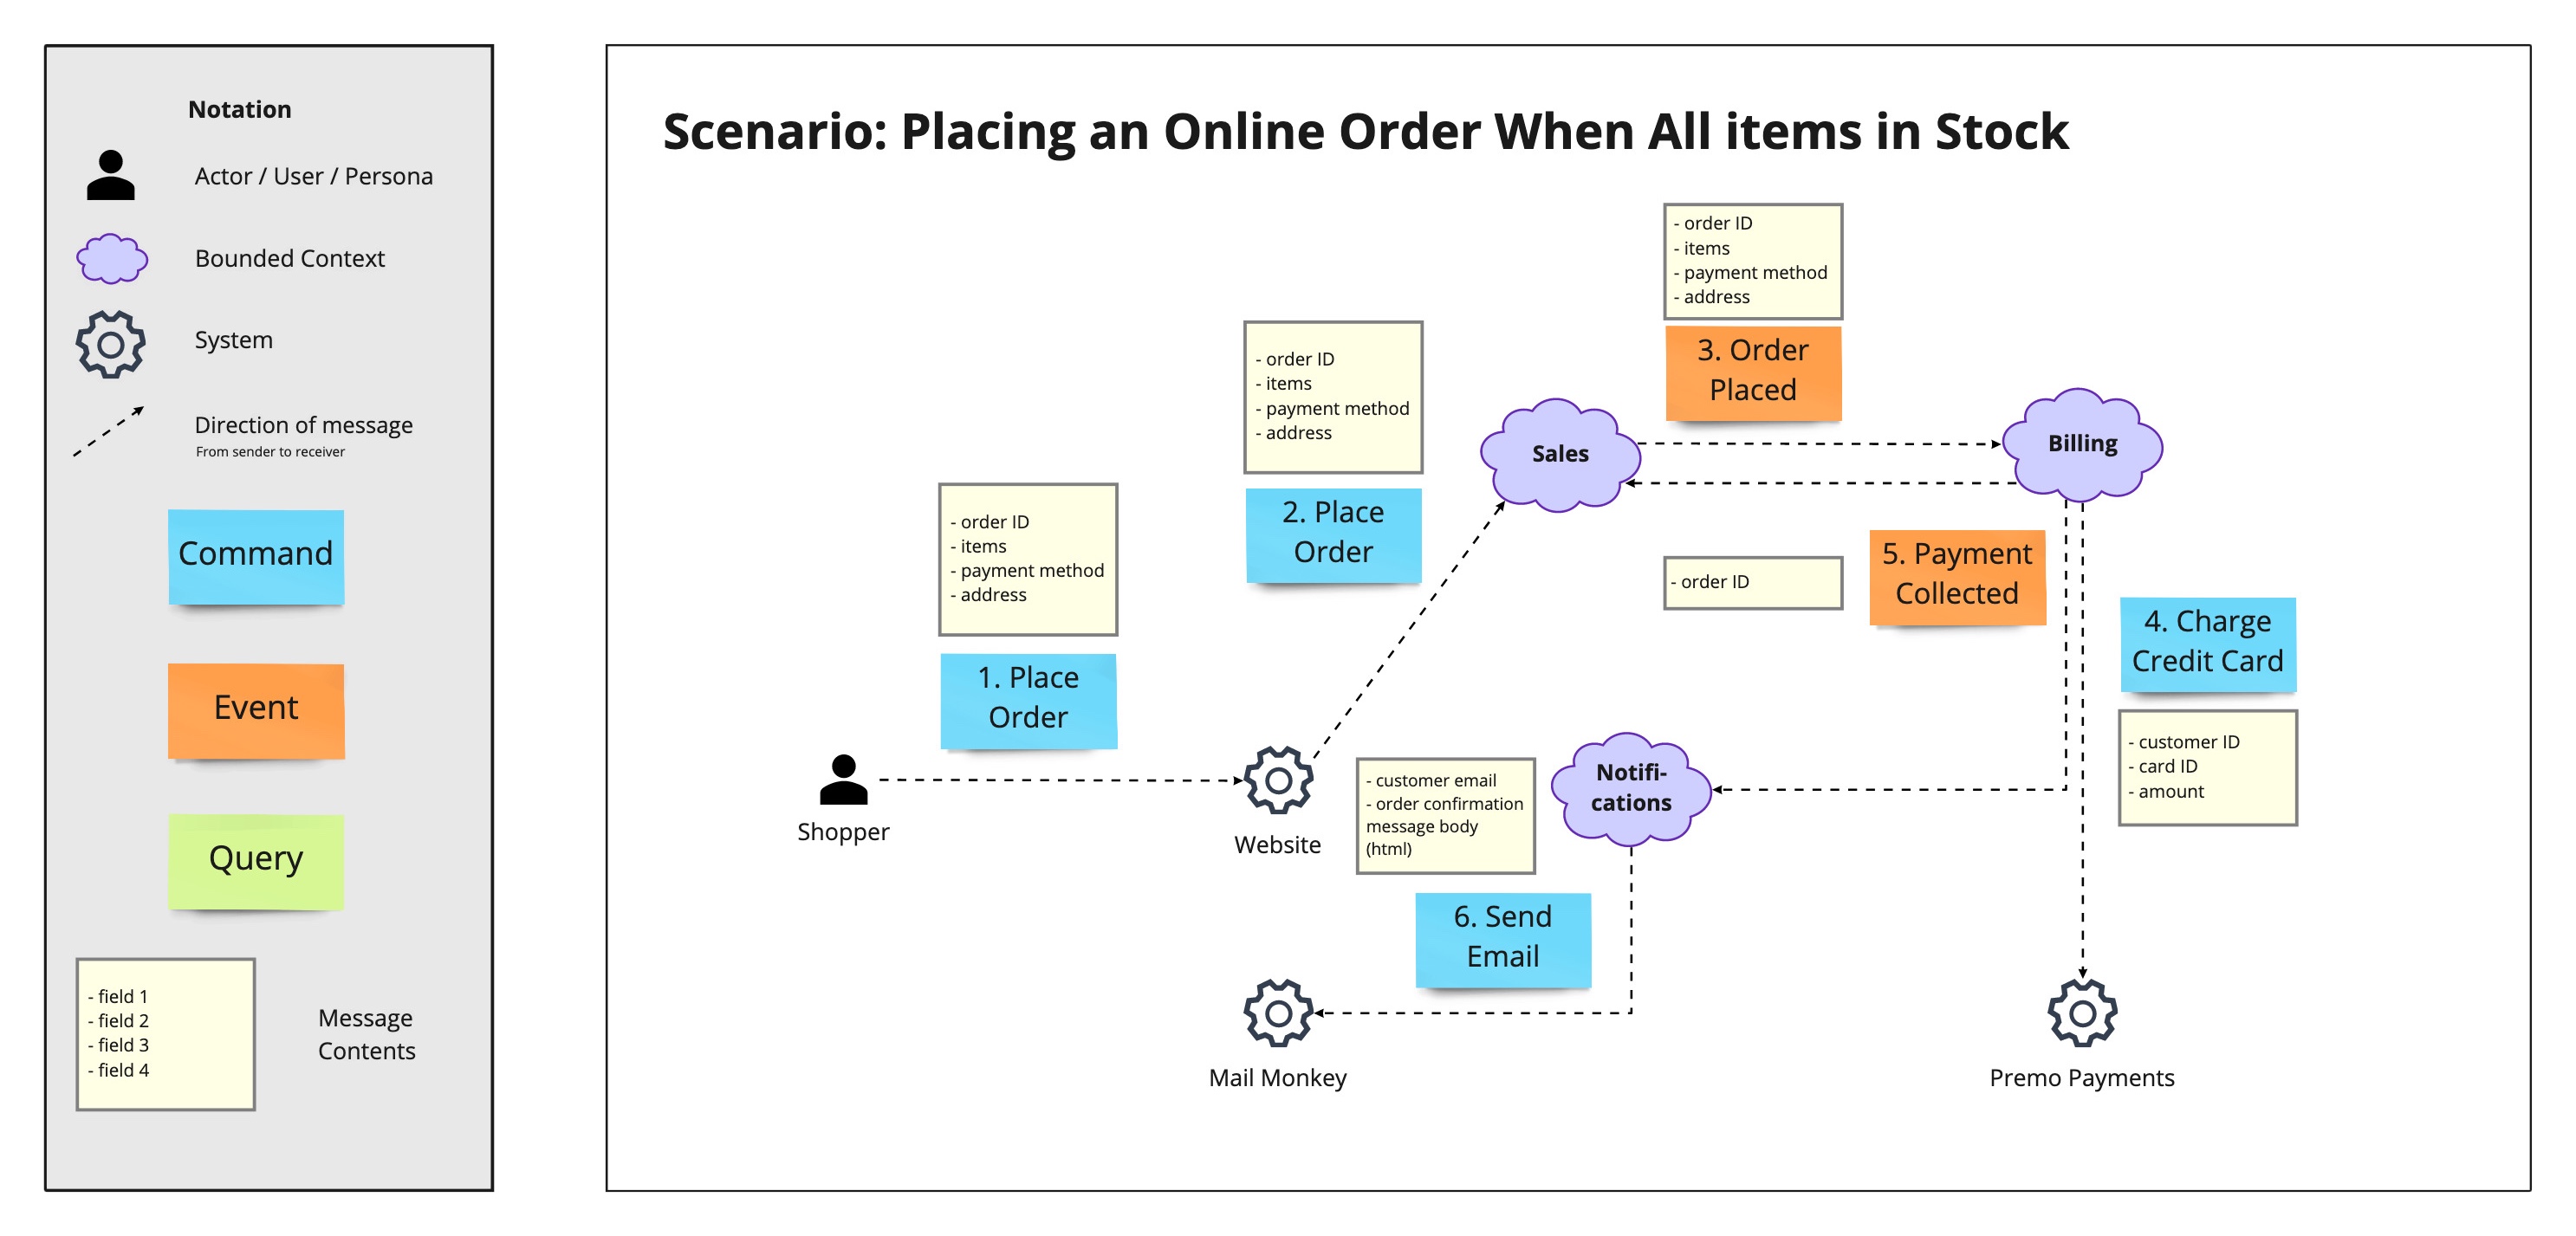 Notation
Actor / User / Persona
Bounded Context
System
Direction of message
From sender to receiver
Command
Event
Query
- field 1
- field 2
- field 3
- field 4
Message
Contents
Scenario: Placing an Online Order When All items in Stock
- order ID
- items
- payment method
- address
1. Place
Order
Shopper
Website
- order ID
- items
- payment method
- address
2. Place
Order
Sales
- order ID
- items
- payment method
- address
3. Order
Placed
Billing
4. Charge
Credit Card
- customer ID
- card ID
- amount
Premo Payments
5. Payment
Collected
- order ID
Notifi-
cations
- customer email
- order confirmation
message body
(html)
6. Send
Email
Mail Monkey